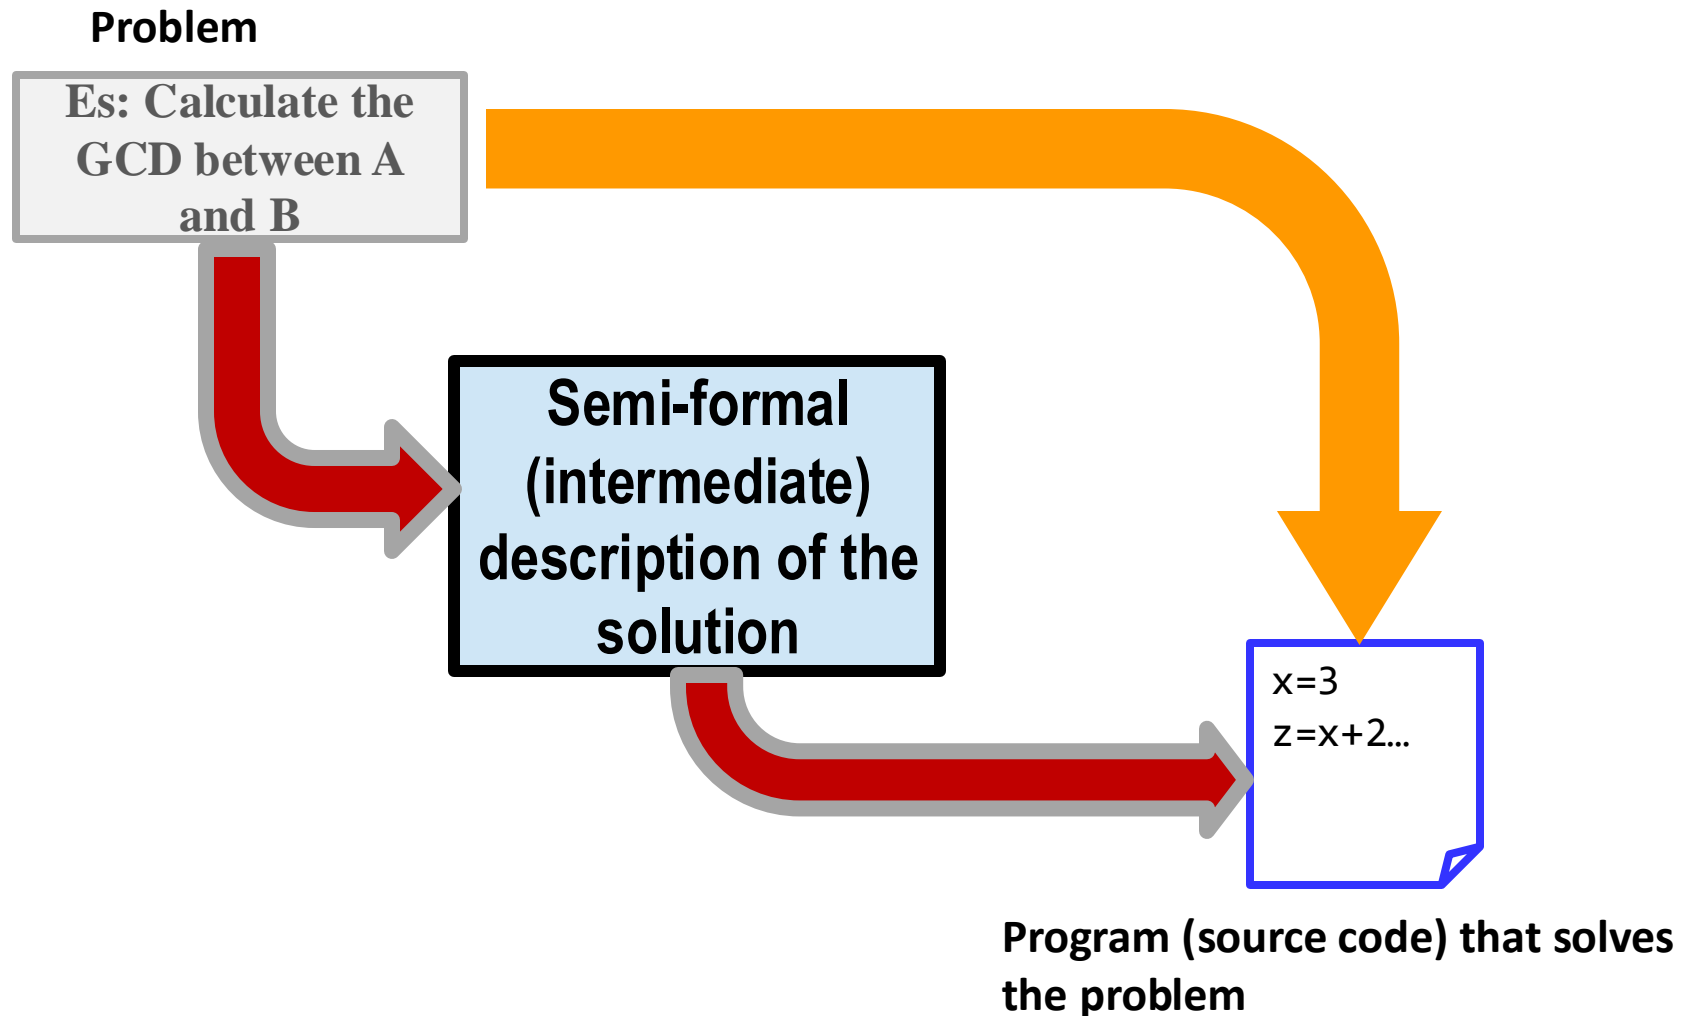 Problem
Es: Calculate the
GCD between A
and B
Semi-formal
(intermediate)
description of the
solution
x=3
z=x+2…
Program (source code) that solves
the problem